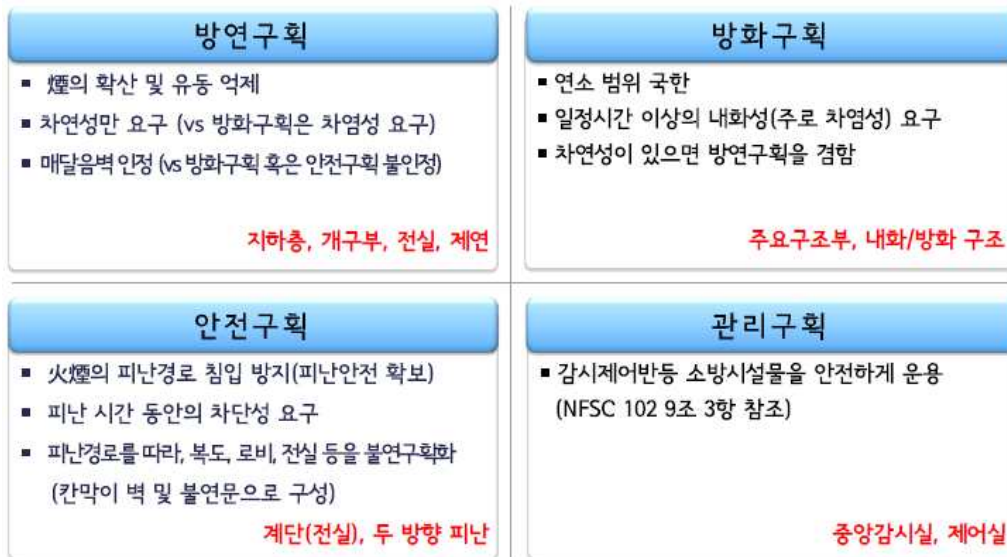 방연구획
▪ 煙의 확산 및 유동 억제
▪ 차연성만 요구 (vs 방화구획은 차염성 요구)
▪ 매달음벽 인정 (vs 방화구획 혹은 안전구획 불인정)
지하층, 개구부, 전실, 제연
방화구획
▪ 연소 범위 국한
▪ 일정시간 이상의 내화성(주로 차염성) 요구
▪ 차연성이 있으면 방연구획을 겸함
주요구조부, 내화/방화 구조
안전구획
▪ 火煙의 피난경로 침입 방지(피난안전 확보)
▪ 피난 시간 동안의 차단성 요구
▪ 피난경로를 따라, 복도, 로비, 전실 등을 불연구획화
(칸막이 벽 및 불연문으로 구성)
계단(전실), 두 방향 피난
관리구획
▪ 감시제어반등 소방시설물을 안전하게 운용
(NFSC 102 9조 3항 참조)
중앙감시실, 제어실